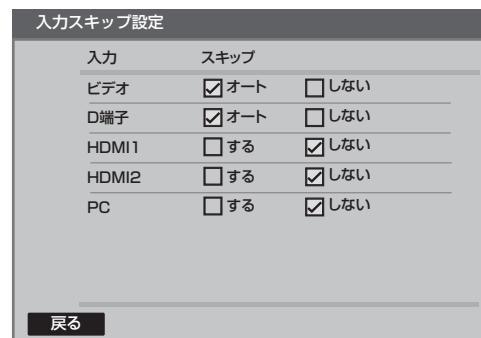 入力スキップ設定
入力 スキップ
ビデオ オート しない
D端子 オート しない
HDMI1 する しない
HDMI2 する しない
PC する しない
戻る